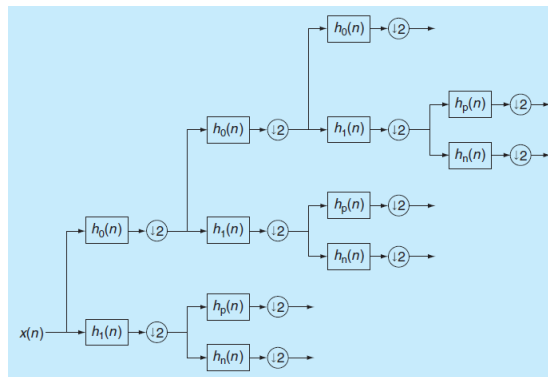 h₀(n) ↓2
hₚ(n) ↓2
h₀(n) ↓2 h₁(n) ↓2
hₙ(n) ↓2
hₚ(n) ↓2
h₀(n) ↓2 h₁(n) ↓2
hₙ(n) ↓2
hₚ(n) ↓2
x(n) h₁(n) ↓2
hₙ(n) ↓2